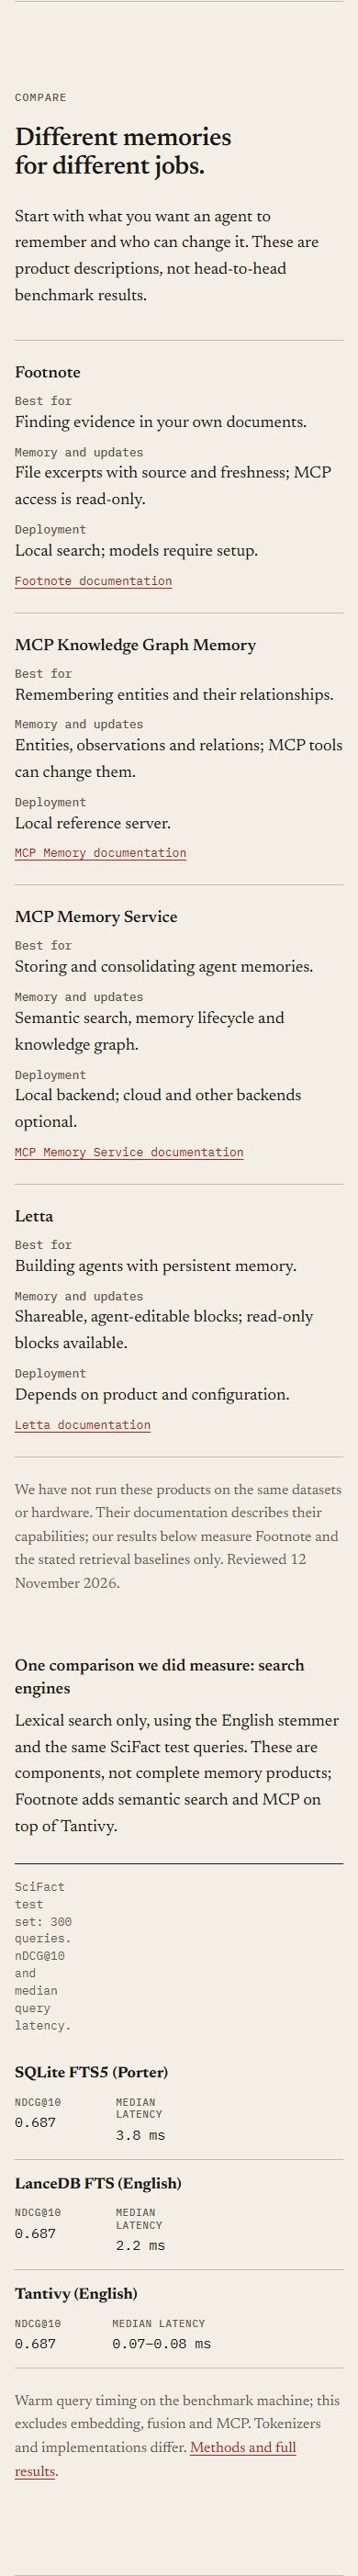 COMPARE
Different memories
for different jobs.
Start with what you want an agent to
remember and who can change it. These are
product descriptions, not head-to-head
benchmark results.
Footnote
Best for
Finding evidence in your own documents.
Memory and updates
File excerpts with source and freshness; MCP
access is read-only.
Deployment
Local search; models require setup.
Footnote documentation
MCP Knowledge Graph Memory
Best for
Remembering entities and their relationships.
Memory and updates
Entities, observations and relations; MCP tools
can change them.
Deployment
Local reference server.
MCP Memory documentation
MCP Memory Service
Best for
Storing and consolidating agent memories.
Memory and updates
Semantic search, memory lifecycle and
knowledge graph.
Deployment
Local backend; cloud and other backends
optional.
MCP Memory Service documentation
Letta
Best for
Building agents with persistent memory.
Memory and updates
Shareable, agent-editable blocks; read-only
blocks available.
Deployment
Depends on product and configuration.
Letta documentation
We have not run these products on the same datasets
or hardware. Their documentation describes their
capabilities; our results below measure Footnote and
the stated retrieval baselines only. Reviewed 12
November 2026.
One comparison we did measure: search
engines
Lexical search only, using the English stemmer
and the same SciFact test queries. These are
components, not complete memory products;
Footnote adds semantic search and MCP on
top of Tantivy.
SciFact
test
set: 300
queries.
nDCG@10
and
median
query
latency.
SQLite FTS5 (Porter)
NDCG@10
0.687
MEDIAN
LATENCY
3.8 ms
LanceDB FTS (English)
NDCG@10
0.687
MEDIAN
LATENCY
2.2 ms
Tantivy (English)
NDCG@10
0.687
MEDIAN LATENCY
0.07–0.08 ms
Warm query timing on the benchmark machine; this
excludes embedding, fusion and MCP. Tokenizers
and implementations differ. Methods and full
results.